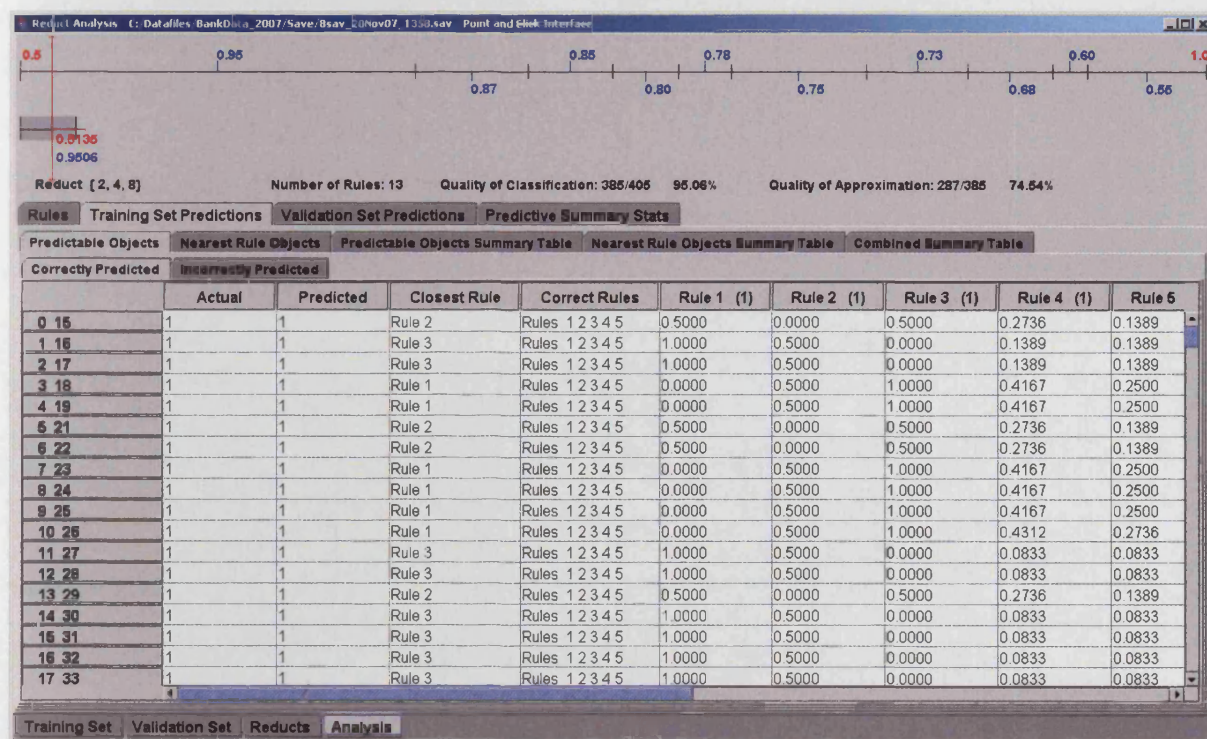 Reduct Analysis C:/Datafiles/BankData_2007/Save/Bsav_20Nov07_1358.sav Point and Click Interface
0.5 0.95 0.85 0.78 0.73 0.60 1.0
0.87 0.80 0.75 0.68 0.55
0.5135
0.9506
Reduct [2, 4, 8] Number of Rules: 13 Quality of Classification: 385/405 95.06% Quality of Approximation: 287/385 74.54%
Rules Training Set Predictions Validation Set Predictions Predictive Summary Stats
Predictable Objects Nearest Rule Objects Predictable Objects Summary Table Nearest Rule Objects Summary Table Combined Summary Table
Correctly Predicted Incorrectly Predicted
Actual Predicted Closest Rule Correct Rules Rule 1 (1) Rule 2 (1) Rule 3 (1) Rule 4 (1) Rule 5
0 15 1 1 Rule 2 Rules 1 2 3 4 5 0.5000 0.0000 0.5000 0.2736 0.1389
1 16 1 1 Rule 3 Rules 1 2 3 4 5 1.0000 0.5000 0.0000 0.1389 0.1389
2 17 1 1 Rule 3 Rules 1 2 3 4 5 1.0000 0.5000 0.0000 0.1389 0.1389
3 18 1 1 Rule 1 Rules 1 2 3 4 5 0.0000 0.5000 1.0000 0.4167 0.2500
4 19 1 1 Rule 1 Rules 1 2 3 4 5 0.0000 0.5000 1.0000 0.4167 0.2500
5 21 1 1 Rule 2 Rules 1 2 3 4 5 0.5000 0.0000 0.5000 0.2736 0.1389
6 22 1 1 Rule 2 Rules 1 2 3 4 5 0.5000 0.0000 0.5000 0.2736 0.1389
7 23 1 1 Rule 1 Rules 1 2 3 4 5 0.0000 0.5000 1.0000 0.4167 0.2500
8 24 1 1 Rule 1 Rules 1 2 3 4 5 0.0000 0.5000 1.0000 0.4167 0.2500
9 25 1 1 Rule 1 Rules 1 2 3 4 5 0.0000 0.5000 1.0000 0.4167 0.2500
10 26 1 1 Rule 1 Rules 1 2 3 4 5 0.0000 0.5000 1.0000 0.4312 0.2736
11 27 1 1 Rule 3 Rules 1 2 3 4 5 1.0000 0.5000 0.0000 0.0833 0.0833
12 28 1 1 Rule 3 Rules 1 2 3 4 5 1.0000 0.5000 0.0000 0.0833 0.0833
13 29 1 1 Rule 2 Rules 1 2 3 4 5 0.5000 0.0000 0.5000 0.2736 0.1389
14 30 1 1 Rule 3 Rules 1 2 3 4 5 1.0000 0.5000 0.0000 0.0833 0.0833
15 31 1 1 Rule 3 Rules 1 2 3 4 5 1.0000 0.5000 0.0000 0.0833 0.0833
16 32 1 1 Rule 3 Rules 1 2 3 4 5 1.0000 0.5000 0.0000 0.0833 0.0833
17 33 1 1 Rule 3 Rules 1 2 3 4 5 1.0000 0.5000 0.0000 0.0833 0.0833
Training Set Validation Set Reducts Analysis